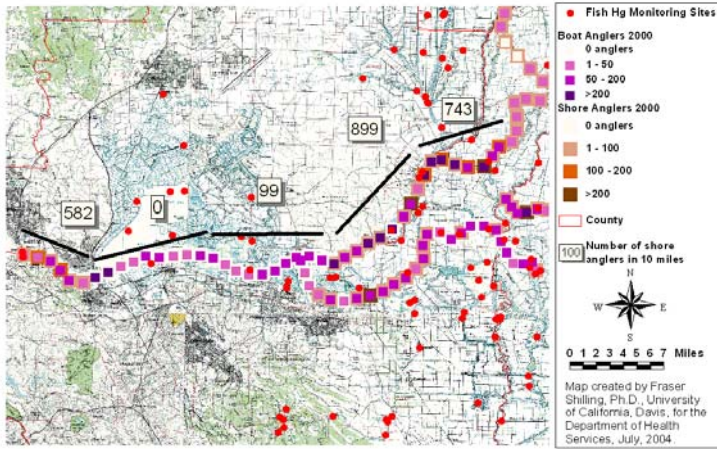 743
899
99
0
582
Fish Hg Monitoring Sites
Boat Anglers 2000
0 anglers
1 - 50
50 - 200
>200
Shore Anglers 2000
0 anglers
1 - 100
100 - 200
>200
County
100
Number of shore
anglers in 10 miles
N
W E
S
0 1 2 3 4 5 6 7 Miles
Map created by Fraser
Shilling, Ph.D., University
of California, Davis, for the
Department of Health
Services, July, 2004.